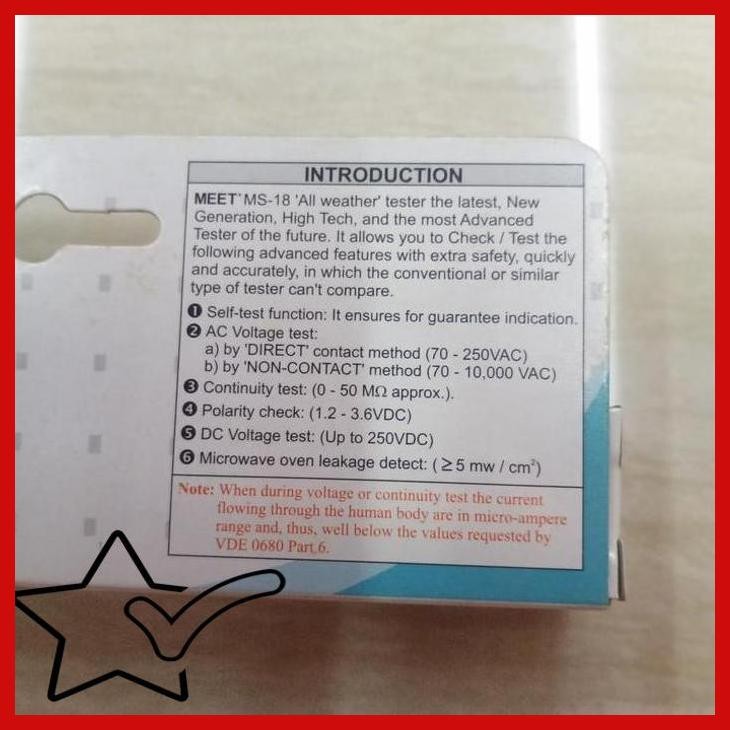 INTRODUCTION
MEET MS-18 'All weather' tester the latest, New
Generation, High Tech, and the most Advanced
Tester of the future. It allows you to Check / Test the
following advanced features with extra safety, quickly
and accurately, in which the conventional or similar
type of tester can't compare.
❶ Self-test function: It ensures for guarantee indication.
❷ AC Voltage test:
a) by 'DIRECT' contact method (70 - 250VAC)
b) by 'NON-CONTACT' method (70 - 10,000 VAC)
❸ Continuity test: (0 - 50 MΩ approx.).
❹ Polarity check: (1.2 - 3.6VDC)
❺ DC Voltage test: (Up to 250VDC)
❻ Microwave oven leakage detect: (≥5 mw / cm²)
Note: When during voltage or continuity test the current
flowing through the human body are in micro-ampere
range and, thus, well below the values requested by
VDE 0680 Part.6.